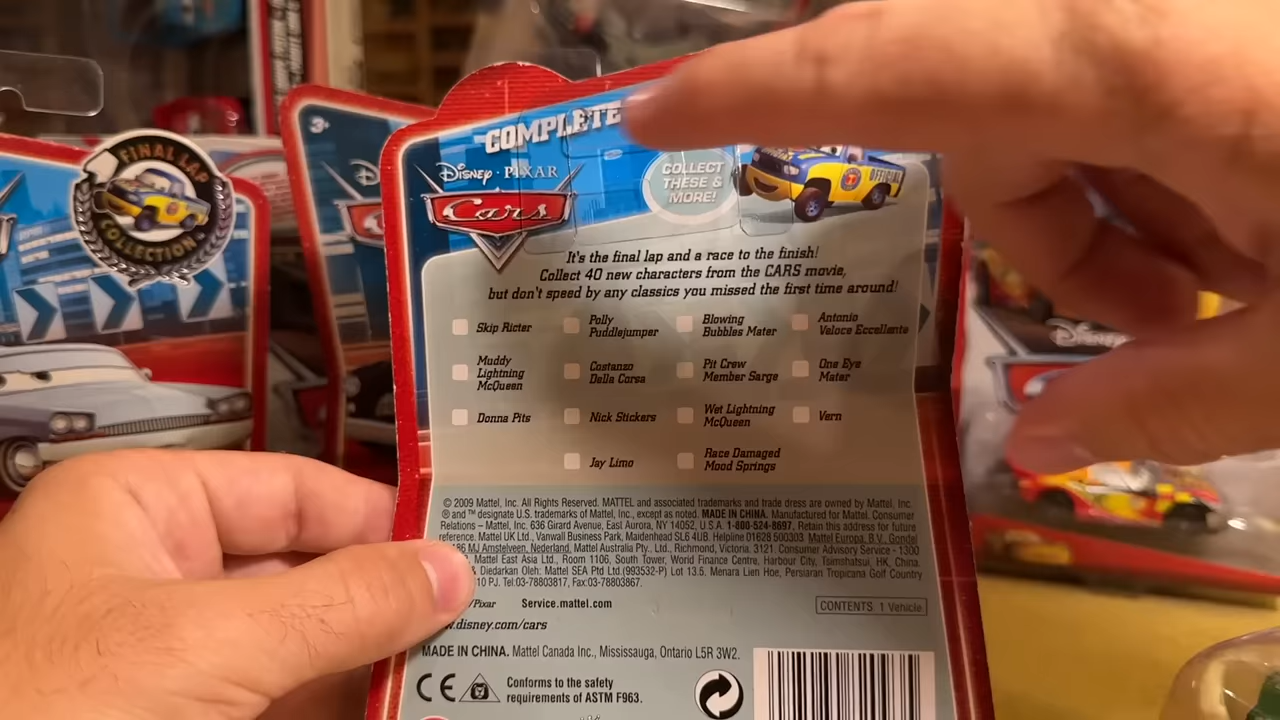 COMPLETE
FINAL LAP
COLLECTION
Disney · PIXAR
Cars
COLLECT
THESE &
MORE!
OFFICIAL
It's the final lap and a race to the finish!
Collect 40 new characters from the CARS movie,
but don't speed by any classics you missed the first time around!
Skip Ricter
Polly
Puddlejumper
Blowing
Bubbles Mater
Antonio
Veloce Eccellente
Muddy
Lightning
McQueen
Costanzo
Della Corsa
Pit Crew
Member Sarge
One Eye
Mater
Donna Pits
Nick Stickers
Wet Lightning
McQueen
Vern
Jay Limo
Race Damaged
Mood Springs
© 2009 Mattel, Inc. All Rights Reserved. MATTEL and associated trademarks and trade dress are owned by Mattel, Inc.
® and ™ designate U.S. trademarks of Mattel, Inc., except as noted. MADE IN CHINA. Manufactured for Mattel. Consumer
Relations – Mattel, Inc. 636 Girard Avenue, East Aurora, NY 14052, U.S.A. 1-800-524-8697. Retain this address for future
reference. Mattel UK Ltd., Vanwall Business Park, Maidenhead SL6 4UB. Helpline 01628 500303. Mattel Europa, B.V., Gondel
MJ Amstelveen, Nederland. Mattel Australia Pty., Ltd., Richmond, Victoria. 3121. Consumer Advisory Service - 1300
Mattel East Asia Ltd., Room 1106, South Tower, World Finance Centre, Harbour City, Tsimshatsui, HK, China.
Diedarkan Oleh: Mattel SEA Ptd Ltd.(993532-P) Lot 13.5, Menara Lien Hoe, Persiaran Tropicana Golf Country
10 PJ. Tel:03-78803817, Fax:03-78803867.
/Pixar
Service.mattel.com
CONTENTS: 1 Vehicle
.disney.com/cars
MADE IN CHINA. Mattel Canada Inc., Mississauga, Ontario L5R 3W2.
CE
Conforms to the safety
requirements of ASTM F963.
3+
Disney